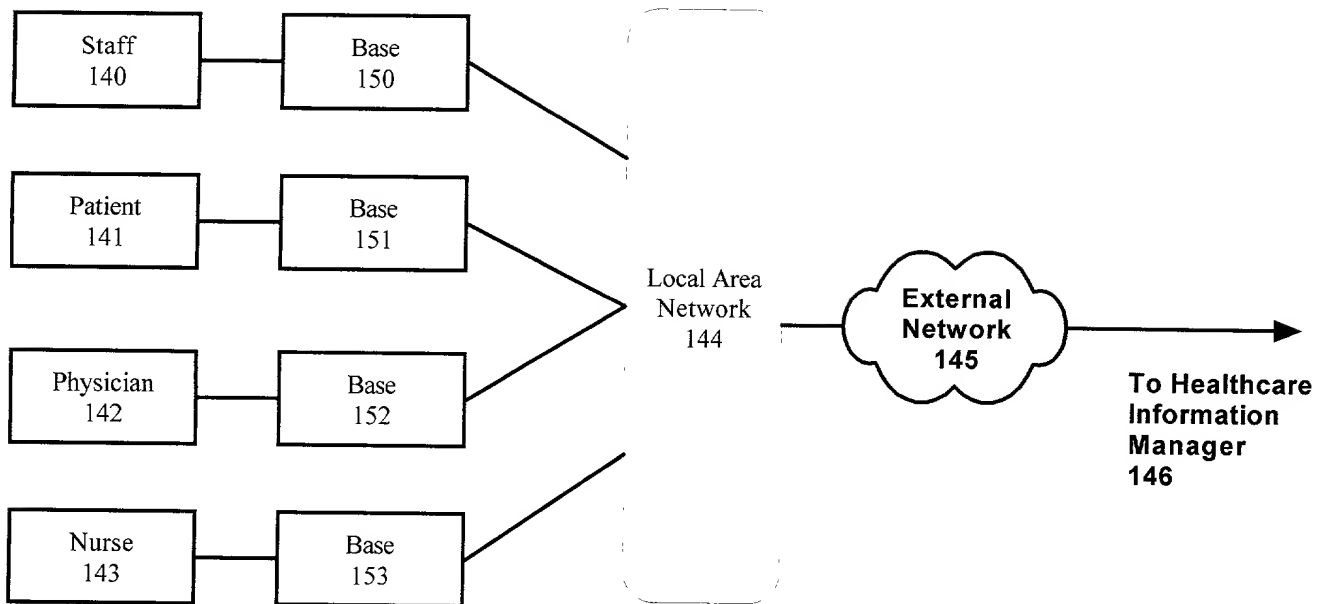 Staff
140
Base
150
Patient
141
Base
151
Physician
142
Base
152
Nurse
143
Base
153
Local Area
Network
144
External
Network
145
To Healthcare
Information
Manager
146